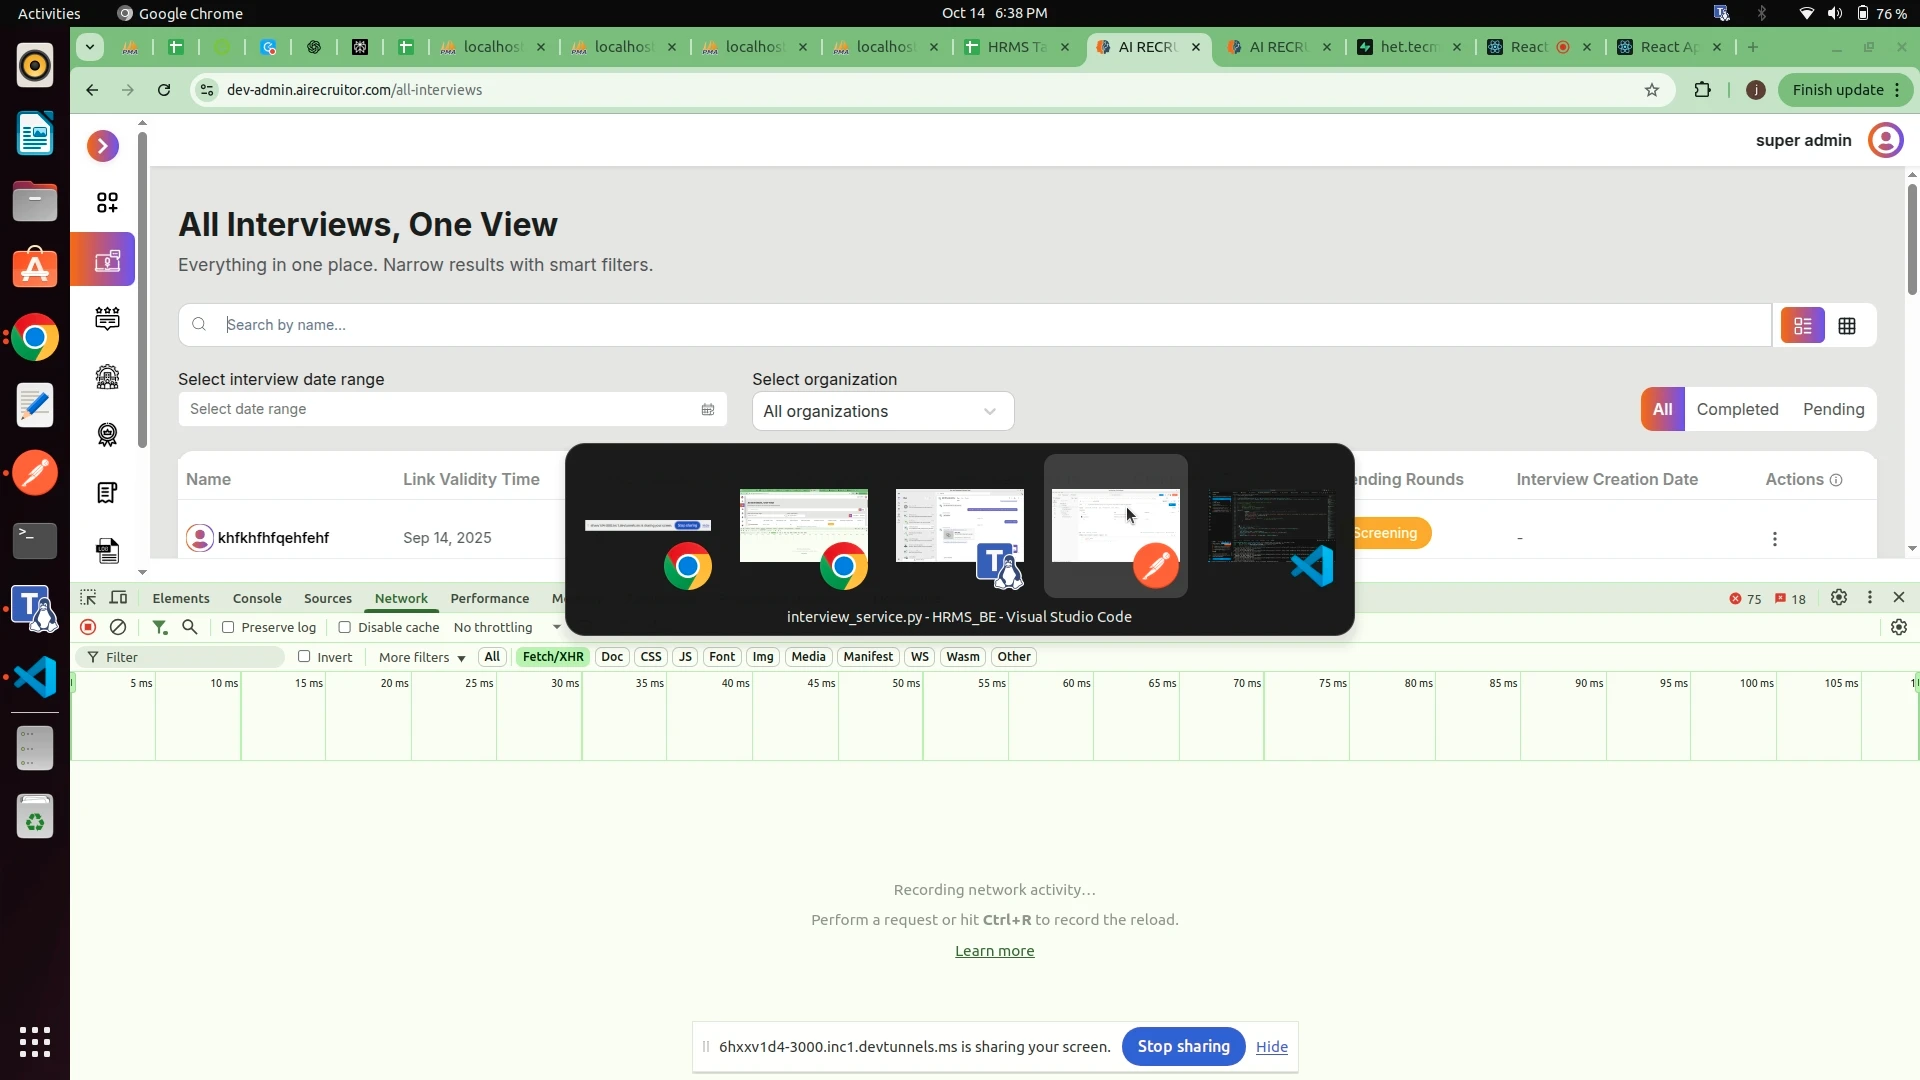 Activities
Google Chrome
Oct 14 6:38 PM
76 %
localhost
localhost
localhost
localhost
HRMS Ta
AI RECRU
AI RECRU
het.tecm
React
React Ap
dev-admin.airecruitor.com/all-interviews
j
Finish update
super admin
All Interviews, One View
Everything in one place. Narrow results with smart filters.
Search by name...
Select interview date range
Select organization
Select date range
All organizations
All
Completed
Pending
Name
Link Validity Time
ending Rounds
Interview Creation Date
Actions
khfkhfhfqehfehf
Sep 14, 2025
Screening
-
interview_service.py - HRMS_BE - Visual Studio Code
Elements
Console
Sources
Network
Performance
75
18
Preserve log
Disable cache
No throttling
Filter
Invert
More filters
All
Fetch/XHR
Doc
CSS
JS
Font
Img
Media
Manifest
WS
Wasm
Other
5 ms
10 ms
15 ms
20 ms
25 ms
30 ms
35 ms
40 ms
45 ms
50 ms
55 ms
60 ms
65 ms
70 ms
75 ms
80 ms
85 ms
90 ms
95 ms
100 ms
105 ms
Recording network activity…
Perform a request or hit Ctrl+R to record the reload.
Learn more
6hxxv1d4-3000.inc1.devtunnels.ms is sharing your screen.
Stop sharing
Hide